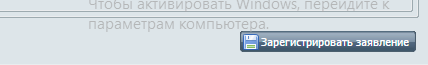 Чтобы активировать Windows, перейдите к
параметрам компьютера.
Зарегистрировать заявление